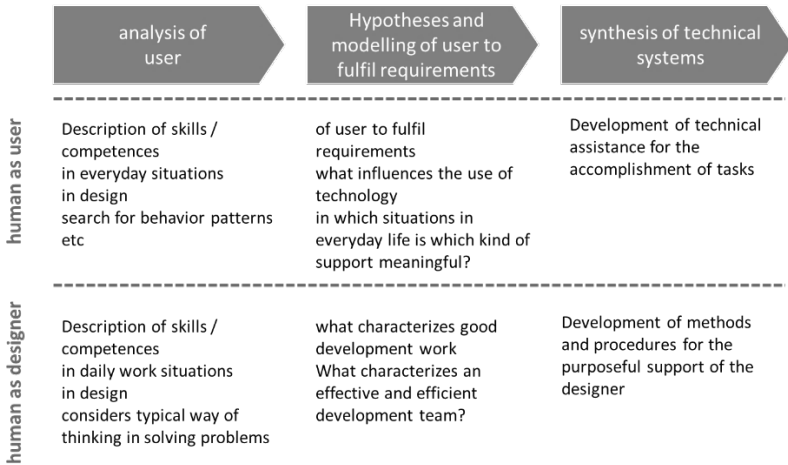 analysis of
user
Hypotheses and
modelling of user to
fulfil requirements
synthesis of technical
systems
human as user
Description of skills /
competences
in everyday situations
in design
search for behavior patterns
etc
of user to fulfil
requirements
what influences the use of
technology
in which situations in
everyday life is which kind of
support meaningful?
Development of technical
assistance for the
accomplishment of tasks
human as designer
Description of skills /
competences
in daily work situations
in design
considers typical way of
thinking in solving problems
what characterizes good
development work
What characterizes an
effective and efficient
development team?
Development of methods
and procedures for the
purposeful support of the
designer